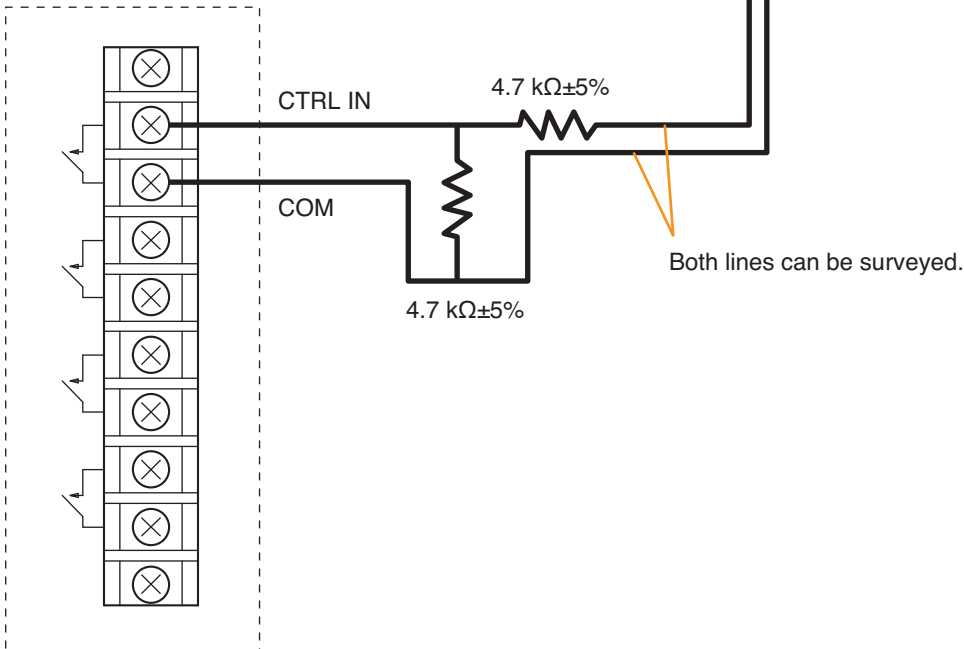 4.7 kΩ±5%
CTRL IN
COM
Both lines can be surveyed.
4.7 kΩ±5%